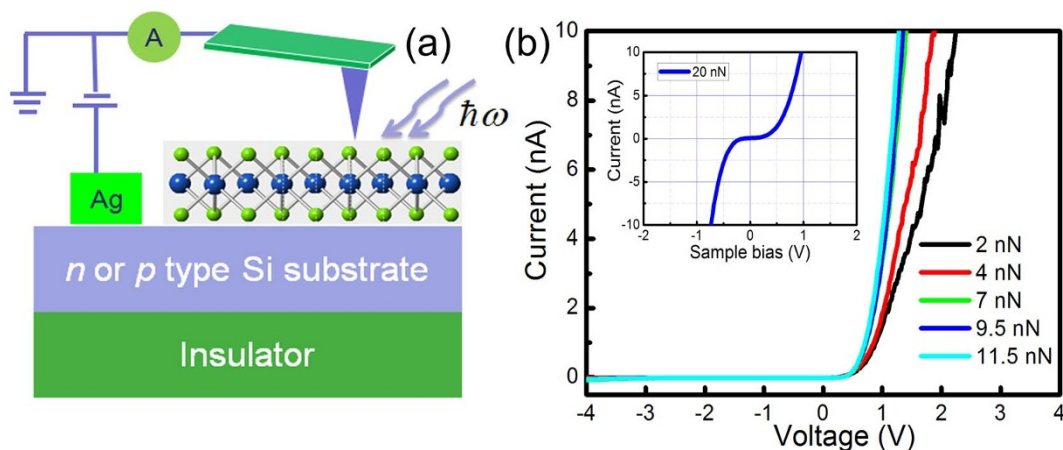 A
(a)
ħω
Ag
n or p type Si substrate
Insulator
(b)
Current (nA)
10
8
6
4
2
0
-4 -3 -2 -1 0 1 2 3 4
Voltage (V)
2 nN
4 nN
7 nN
9.5 nN
11.5 nN
20 nN
Current (nA)
10
5
0
-5
-10
-2 -1 0 1 2
Sample bias (V)